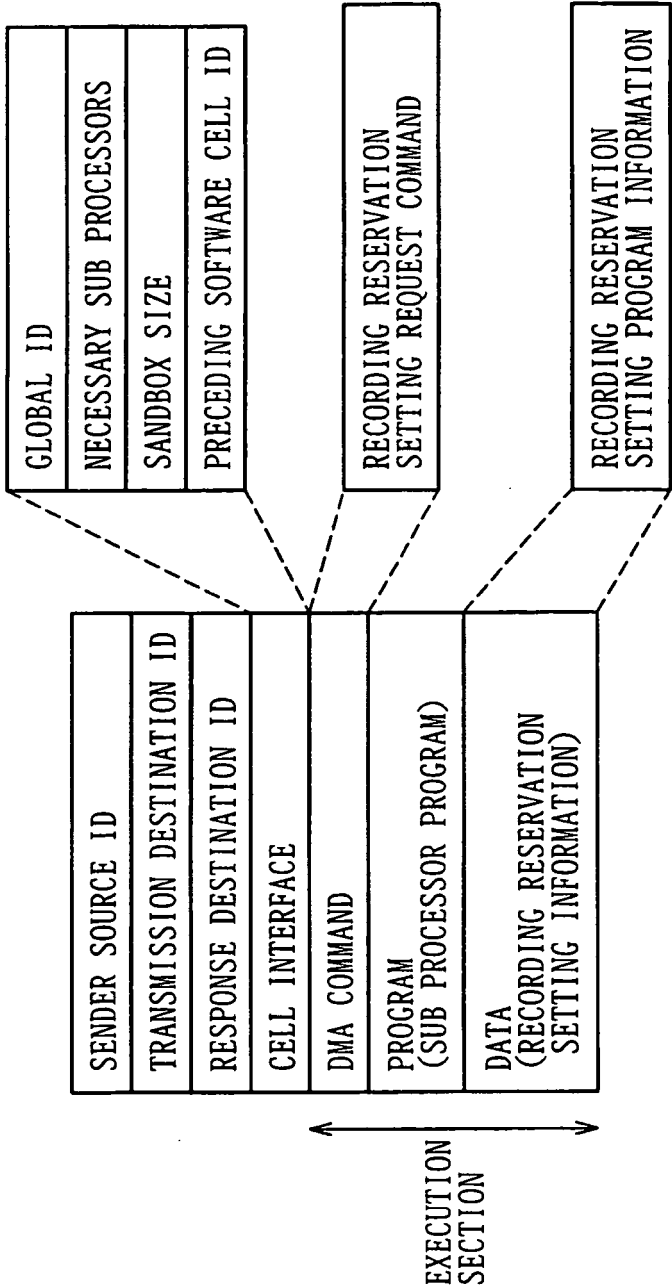 SENDER SOURCE ID
TRANSMISSION DESTINATION ID
RESPONSE DESTINATION ID
CELL INTERFACE
DMA COMMAND
PROGRAM
(SUB PROCESSOR PROGRAM)
DATA
(RECORDING RESERVATION
SETTING INFORMATION)
EXECUTION
SECTION
GLOBAL ID
NECESSARY SUB PROCESSORS
SANDBOX SIZE
PRECEDING SOFTWARE CELL ID
RECORDING RESERVATION
SETTING REQUEST COMMAND
RECORDING RESERVATION
SETTING PROGRAM INFORMATION